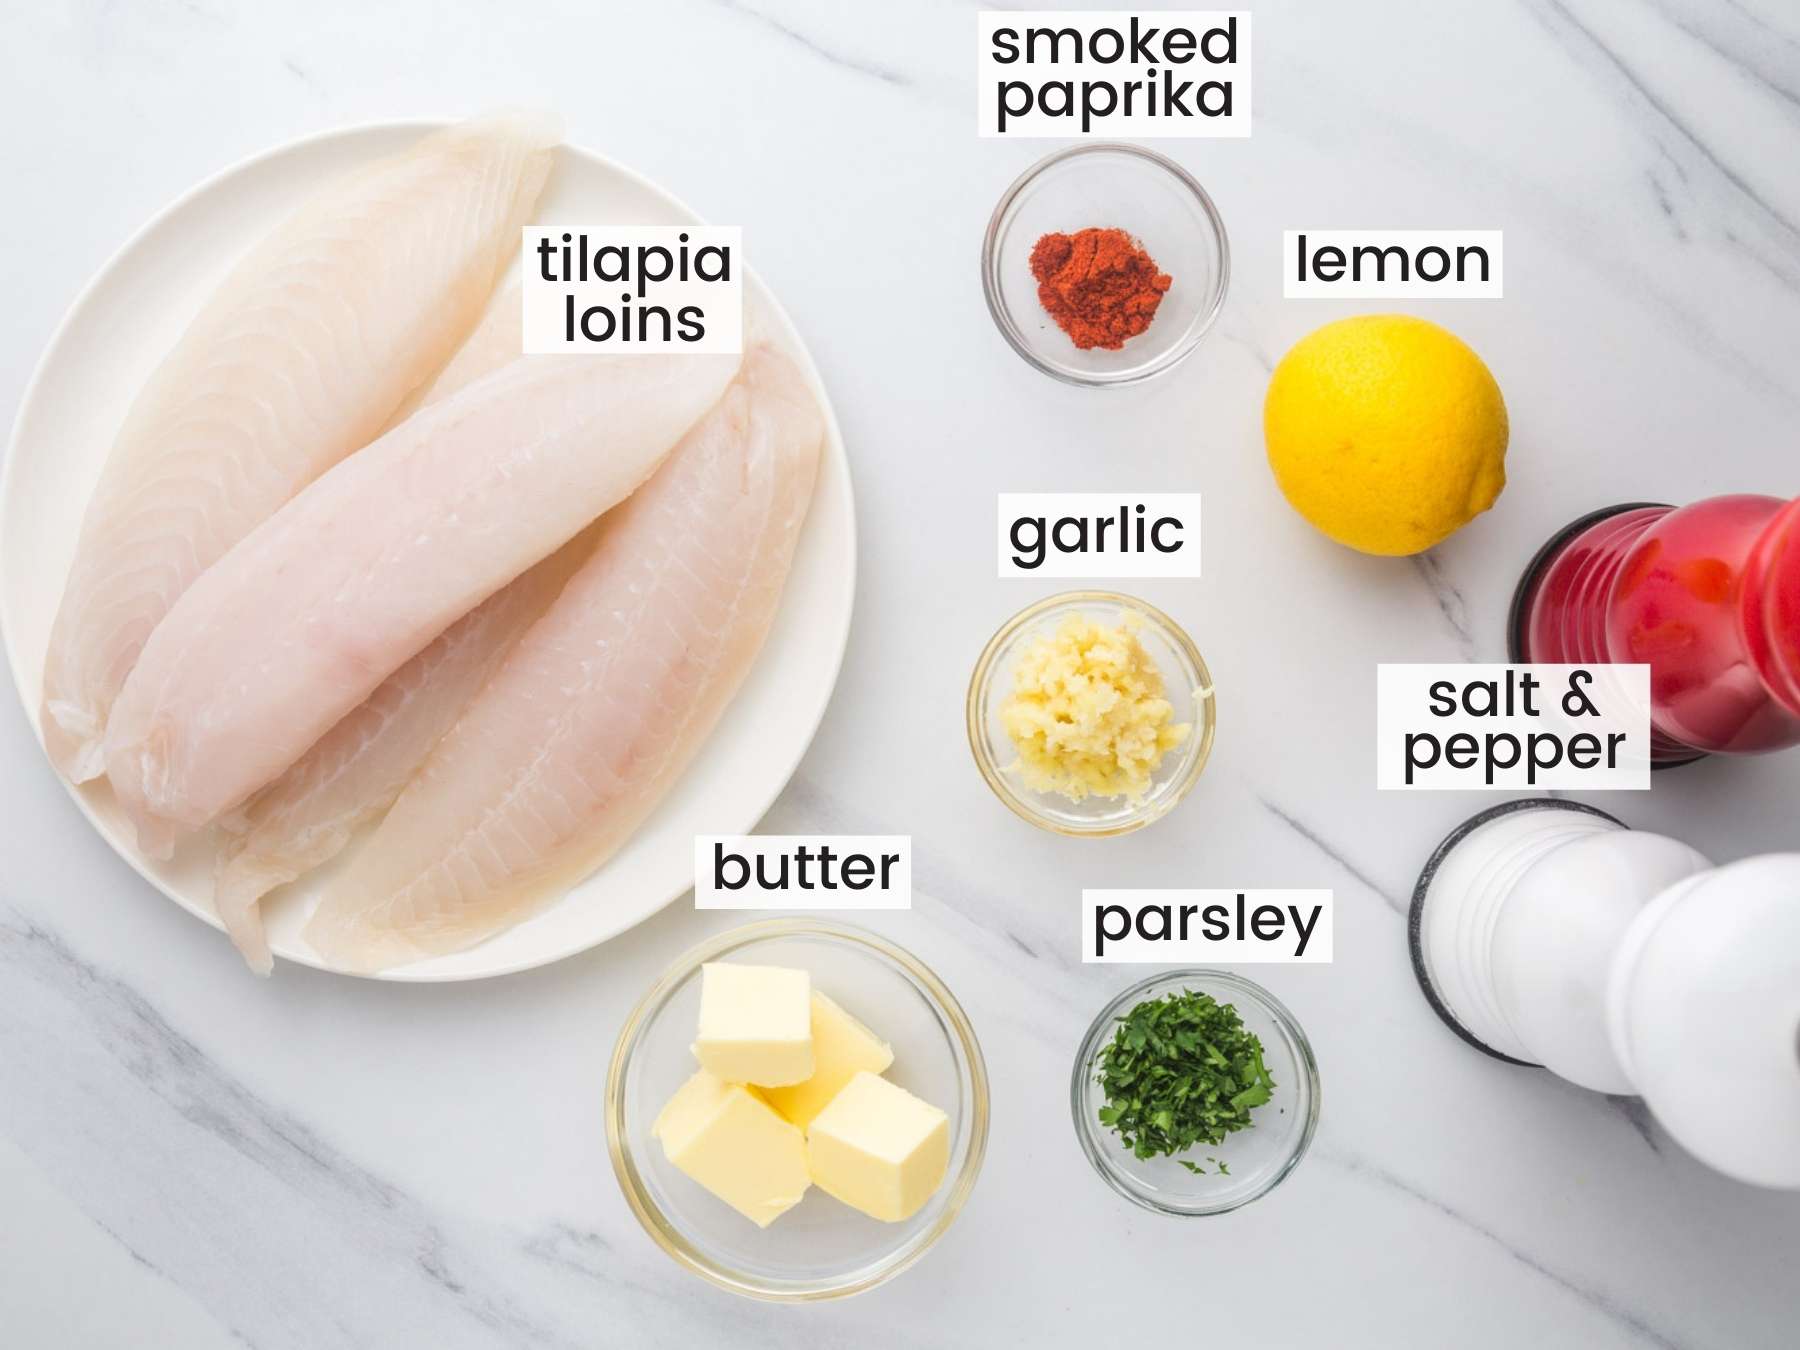 smoked
paprika
tilapia
loins
lemon
garlic
salt &
pepper
butter
parsley